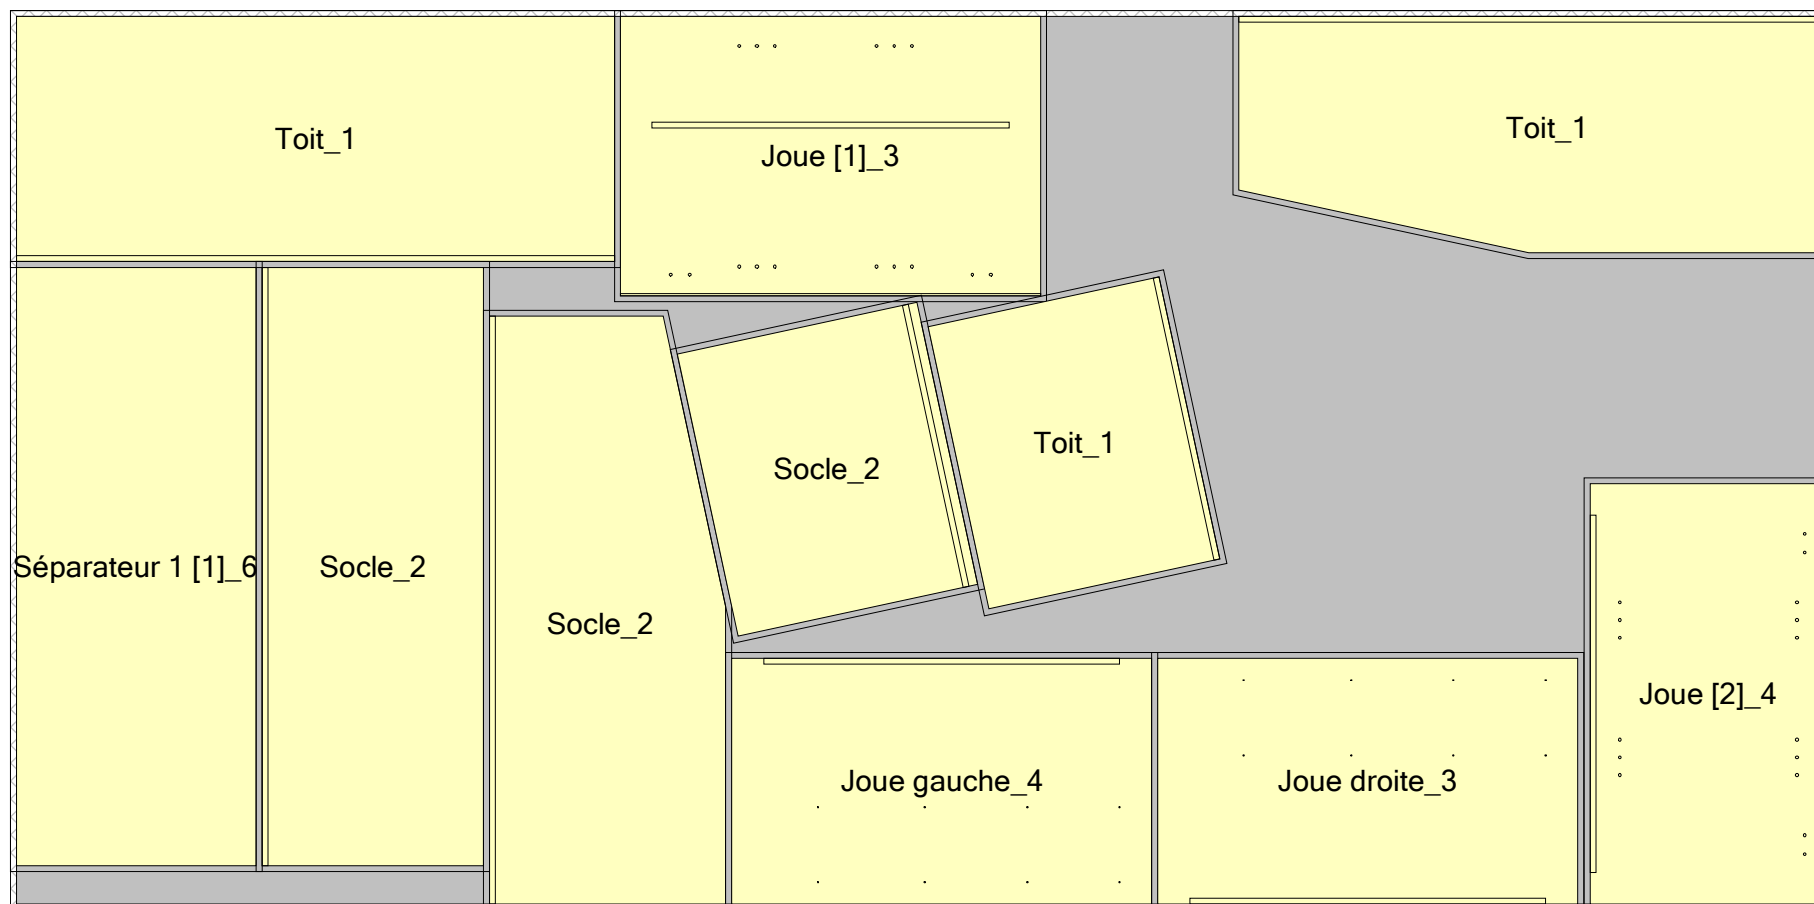 Toit_1
Joue [1]_3
Toit_1
Socle_2
Toit_1
Séparateur 1 [1]_6
Socle_2
Socle_2
Joue [2]_4
Joue gauche_4
Joue droite_3